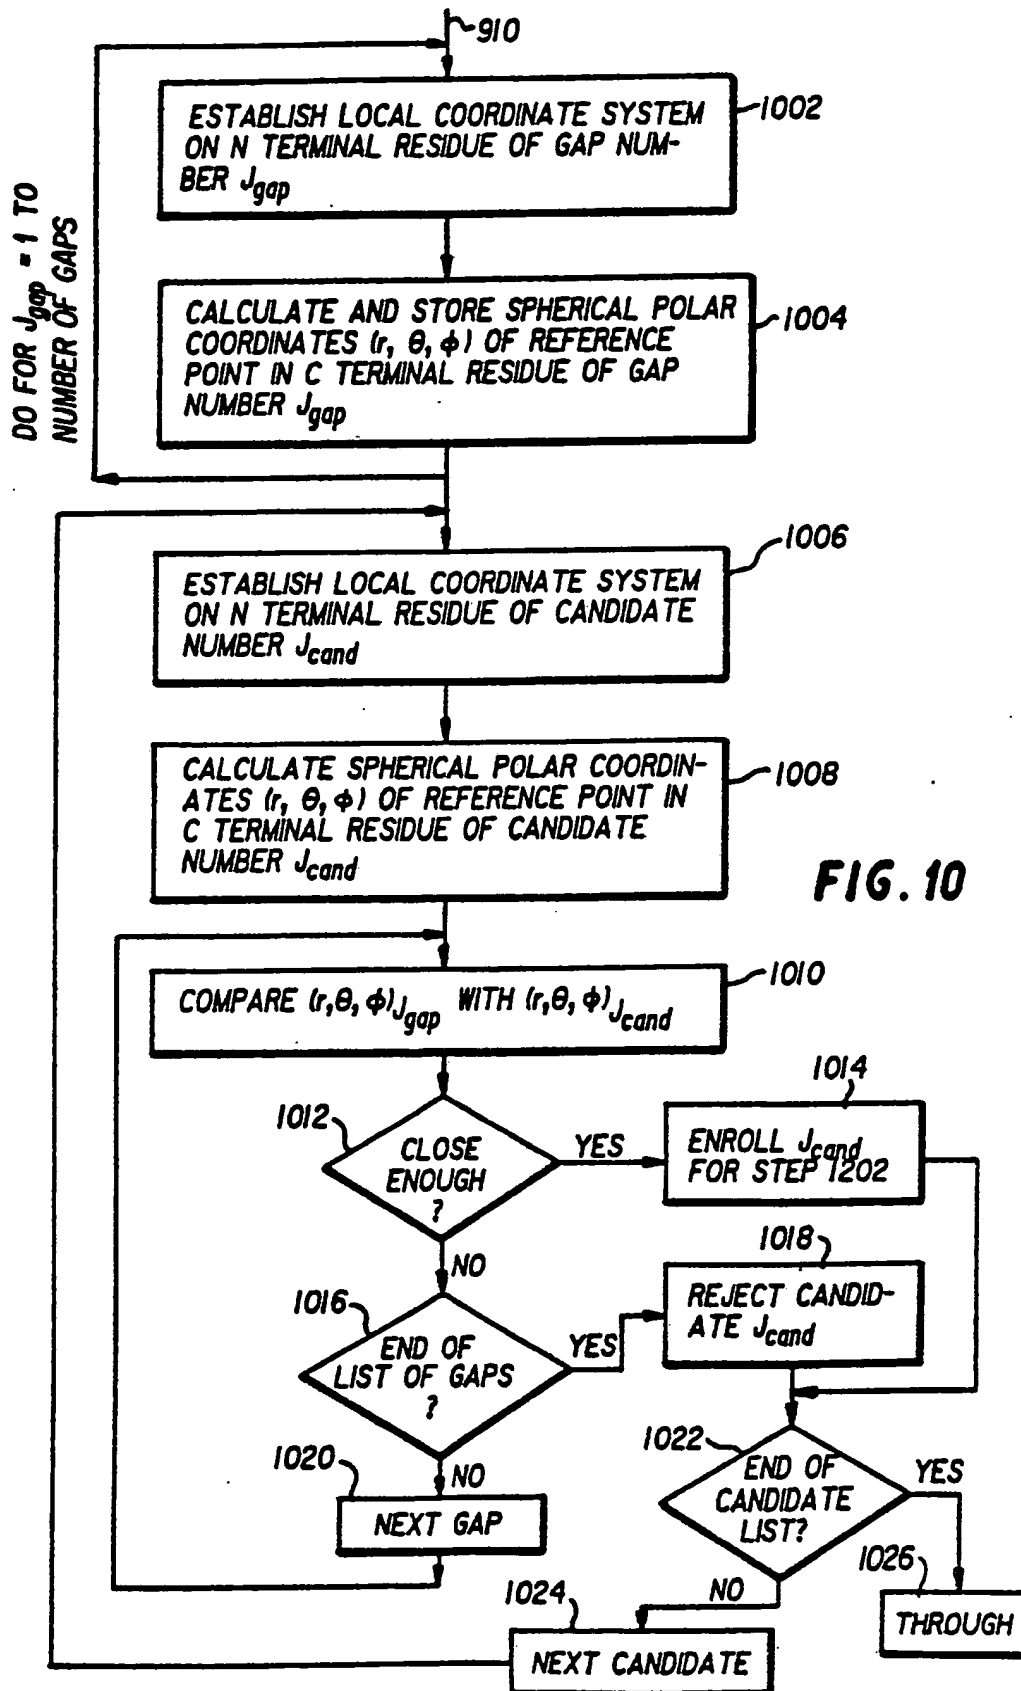 910
ESTABLISH LOCAL COORDINATE SYSTEM
ON N TERMINAL RESIDUE OF GAP NUM-
BER Jgap
1002
DO FOR Jgap = 1 TO
NUMBER OF GAPS
CALCULATE AND STORE SPHERICAL POLAR
COORDINATES (r, θ, ϕ) OF REFERENCE
POINT IN C TERMINAL RESIDUE OF GAP
NUMBER Jgap
1004
ESTABLISH LOCAL COORDINATE SYSTEM
ON N TERMINAL RESIDUE OF CANDIDATE
NUMBER Jcand
1006
CALCULATE SPHERICAL POLAR COORDIN-
ATES (r, θ, ϕ) OF REFERENCE POINT IN
C TERMINAL RESIDUE OF CANDIDATE
NUMBER Jcand
1008
FIG. 10
COMPARE (r,θ, ϕ)Jgap WITH (r,θ, ϕ)Jcand
1010
1012
CLOSE
ENOUGH
?
YES
NO
1014
ENROLL Jcand
FOR STEP 1202
1016
END OF
LIST OF GAPS
?
YES
NO
1018
REJECT CANDID-
ATE Jcand
1020
NEXT GAP
1022
END OF
CANDIDATE
LIST?
YES
NO
1024
NEXT CANDIDATE
1026
THROUGH